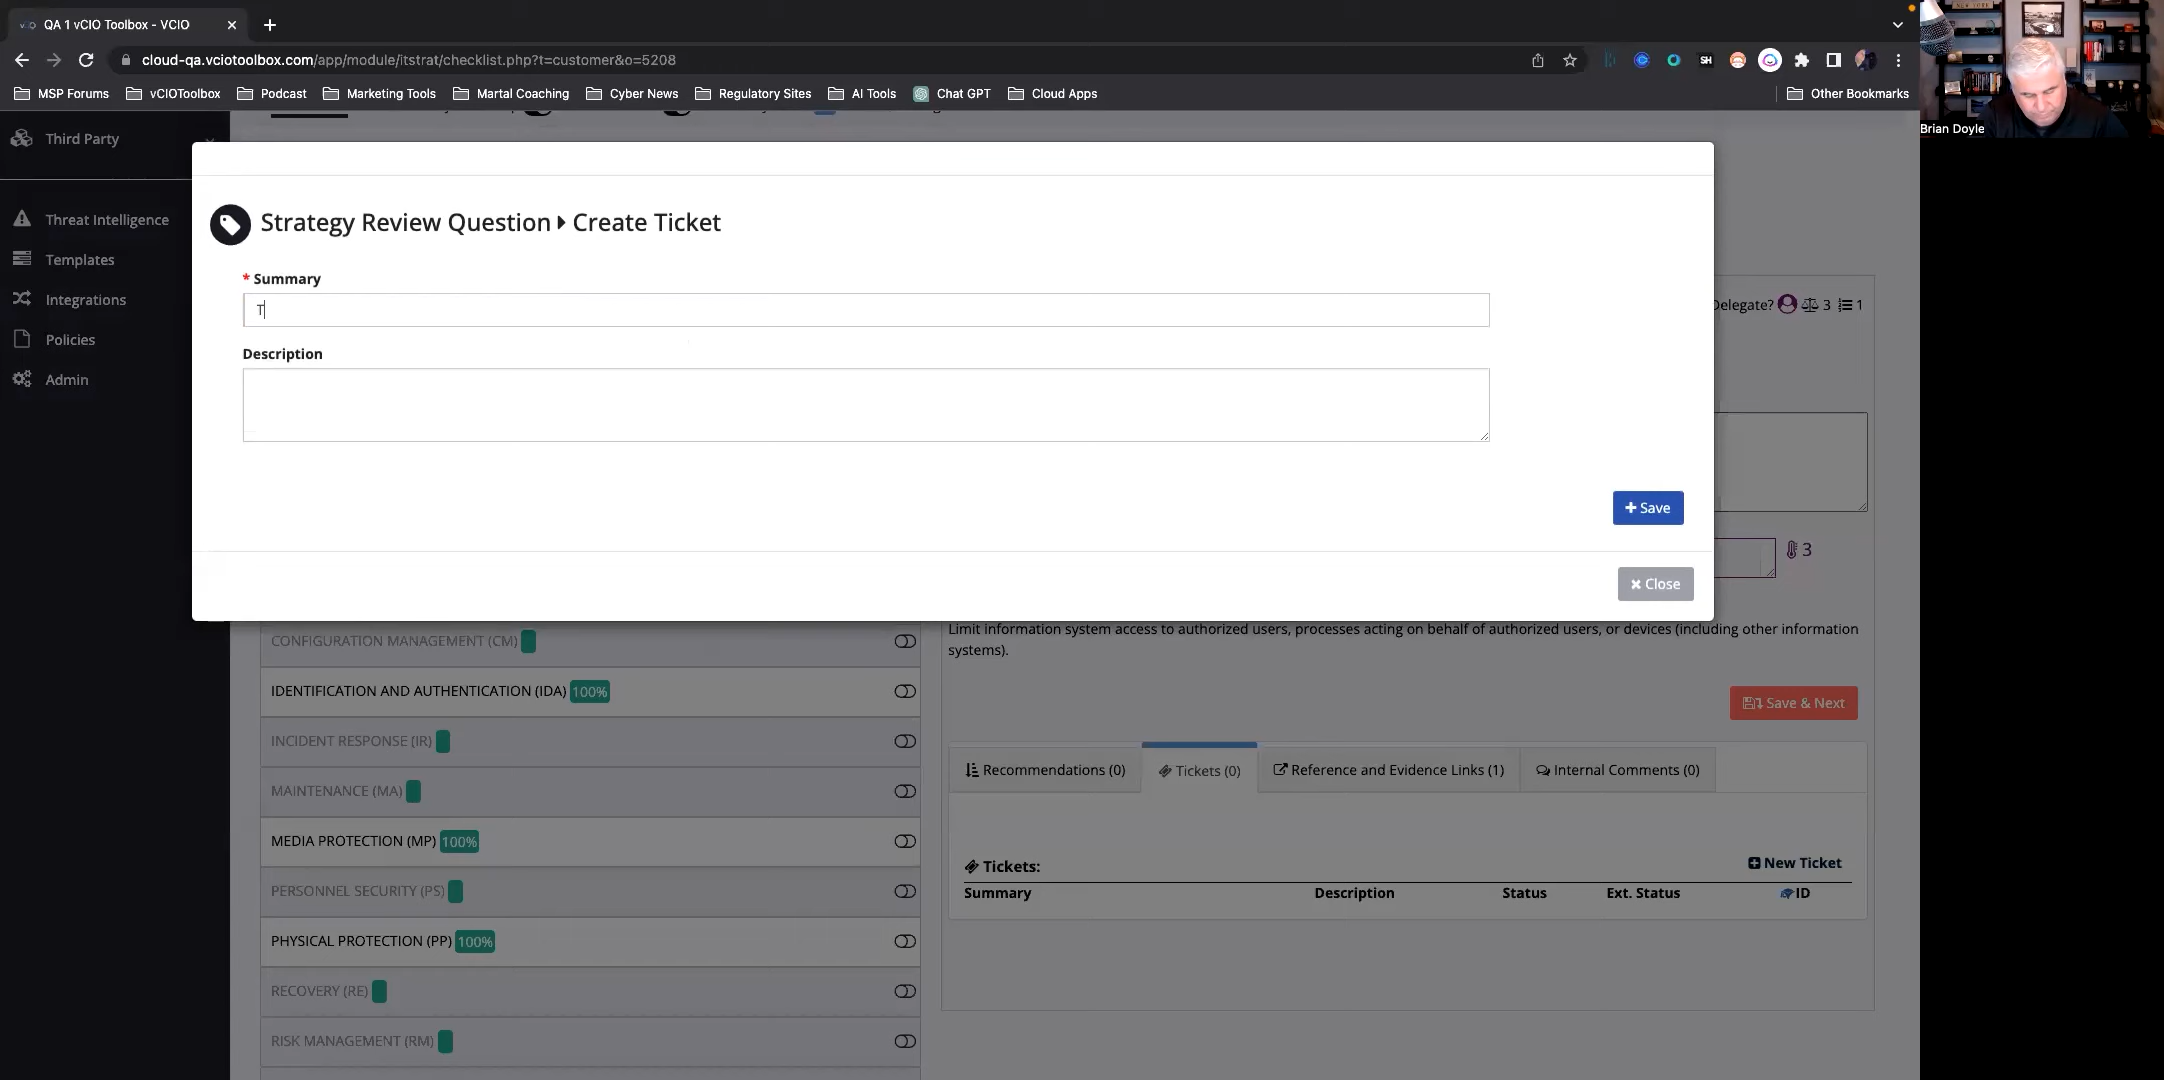 QA 1 vCIO Toolbox - VCIO
cloud-qa.vciotoolbox.com/app/module/itstrat/checklist.php?t=customer&o=5208
SH
MSP Forums
vCIOToolbox
Podcast
Marketing Tools
Martal Coaching
Cyber News
Regulatory Sites
AI Tools
Chat GPT
Cloud Apps
Other Bookmarks
NEW YORK
Brian Doyle
Third Party
Threat Intelligence
Templates
Integrations
Policies
Admin
Strategy Review Question Create Ticket
* Summary
T
Description
Save
Close
Delegate? 3 1
3
Limit information system access to authorized users, processes acting on behalf of authorized users, or devices (including other information
systems).
Save & Next
CONFIGURATION MANAGEMENT (CM)
IDENTIFICATION AND AUTHENTICATION (IDA) 100%
INCIDENT RESPONSE (IR)
MAINTENANCE (MA)
MEDIA PROTECTION (MP) 100%
PERSONNEL SECURITY (PS)
PHYSICAL PROTECTION (PP) 100%
RECOVERY (RE)
RISK MANAGEMENT (RM)
Recommendations (0)
Tickets (0)
Reference and Evidence Links (1)
Internal Comments (0)
Tickets:
New Ticket
Summary Description Status Ext. Status ID